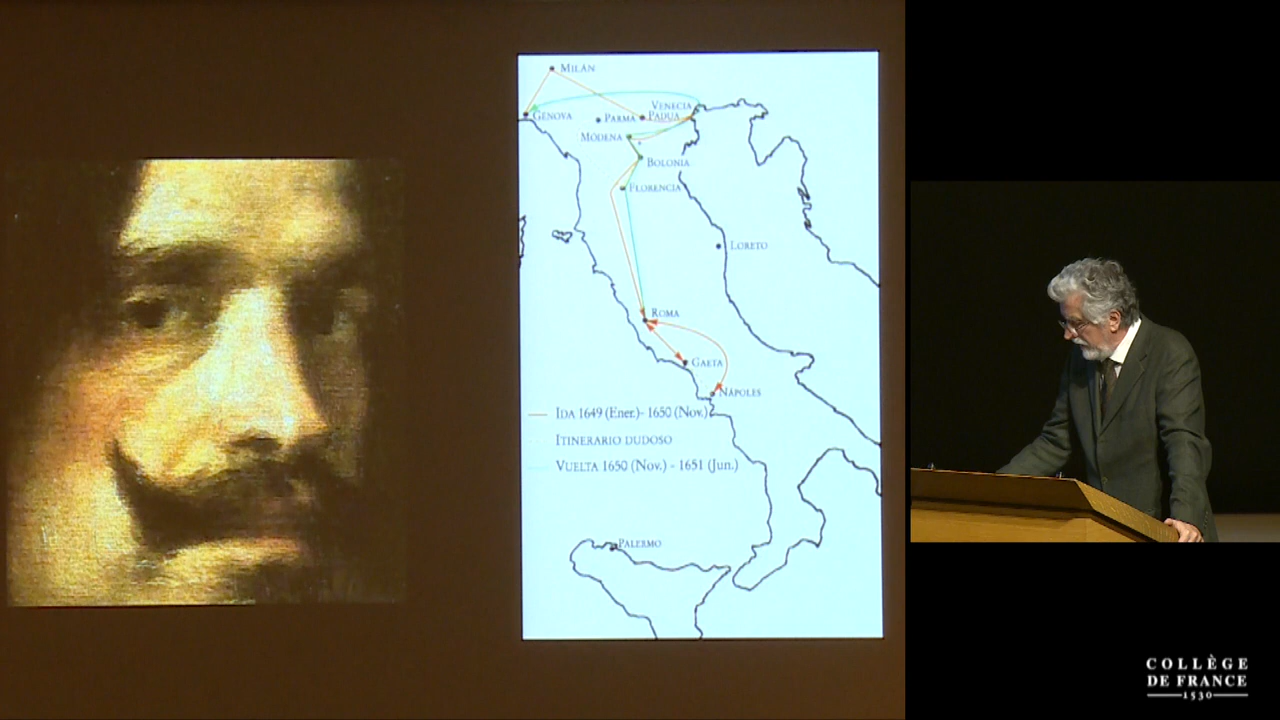 MILÁN
VENECIA
GÉNOVA
PARMA
PADUA
MÓDENA
BOLONIA
FLORENCIA
LORETO
ROMA
GAETA
NÁPOLES
IDA 1649 (ENER.)- 1650 (NOV.)
ITINERARIO DUDOSO
VUELTA 1650 (NOV.) - 1651 (JUN.)
PALERMO
COLLÈGE
DE FRANCE
1530